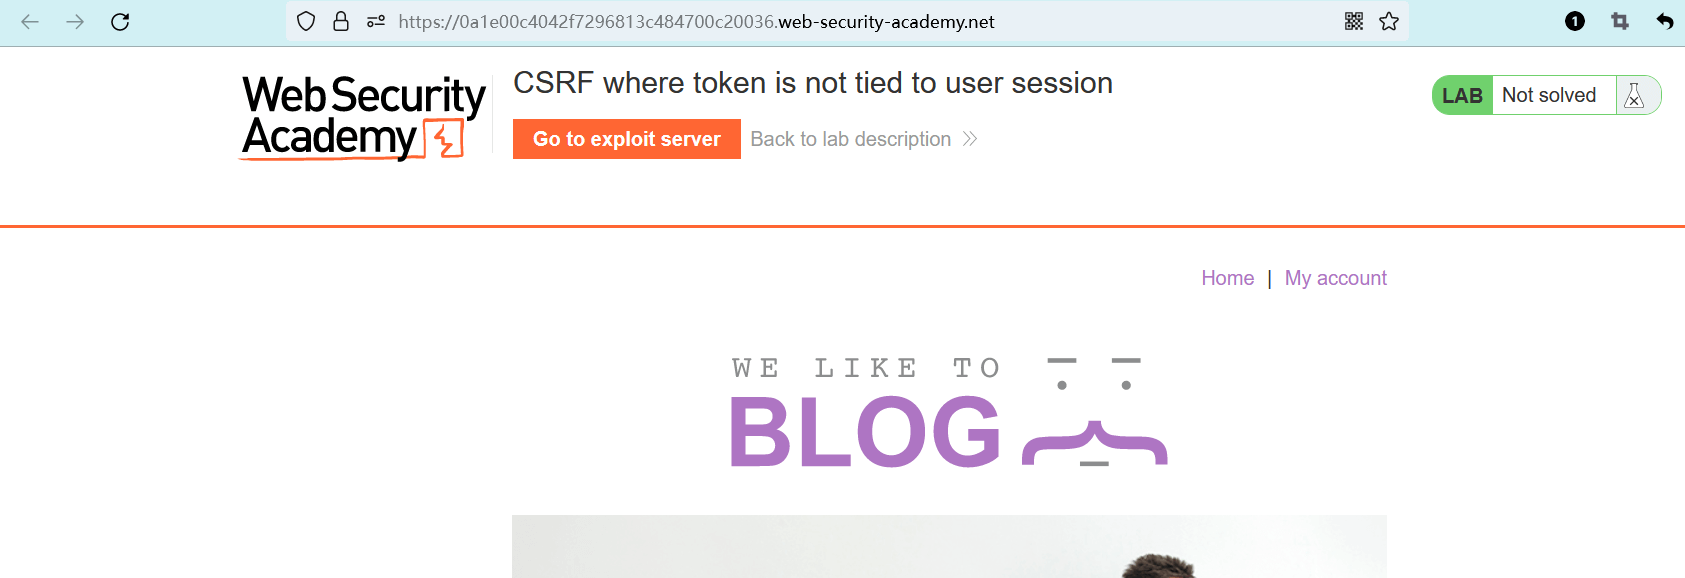 https://0a1e00c4042f7296813c484700c20036.web-security-academy.net
1
Web Security
Academy
CSRF where token is not tied to user session
Go to exploit server
Back to lab description
LAB
Not solved
Home | My account
WE LIKE TO
BLOG